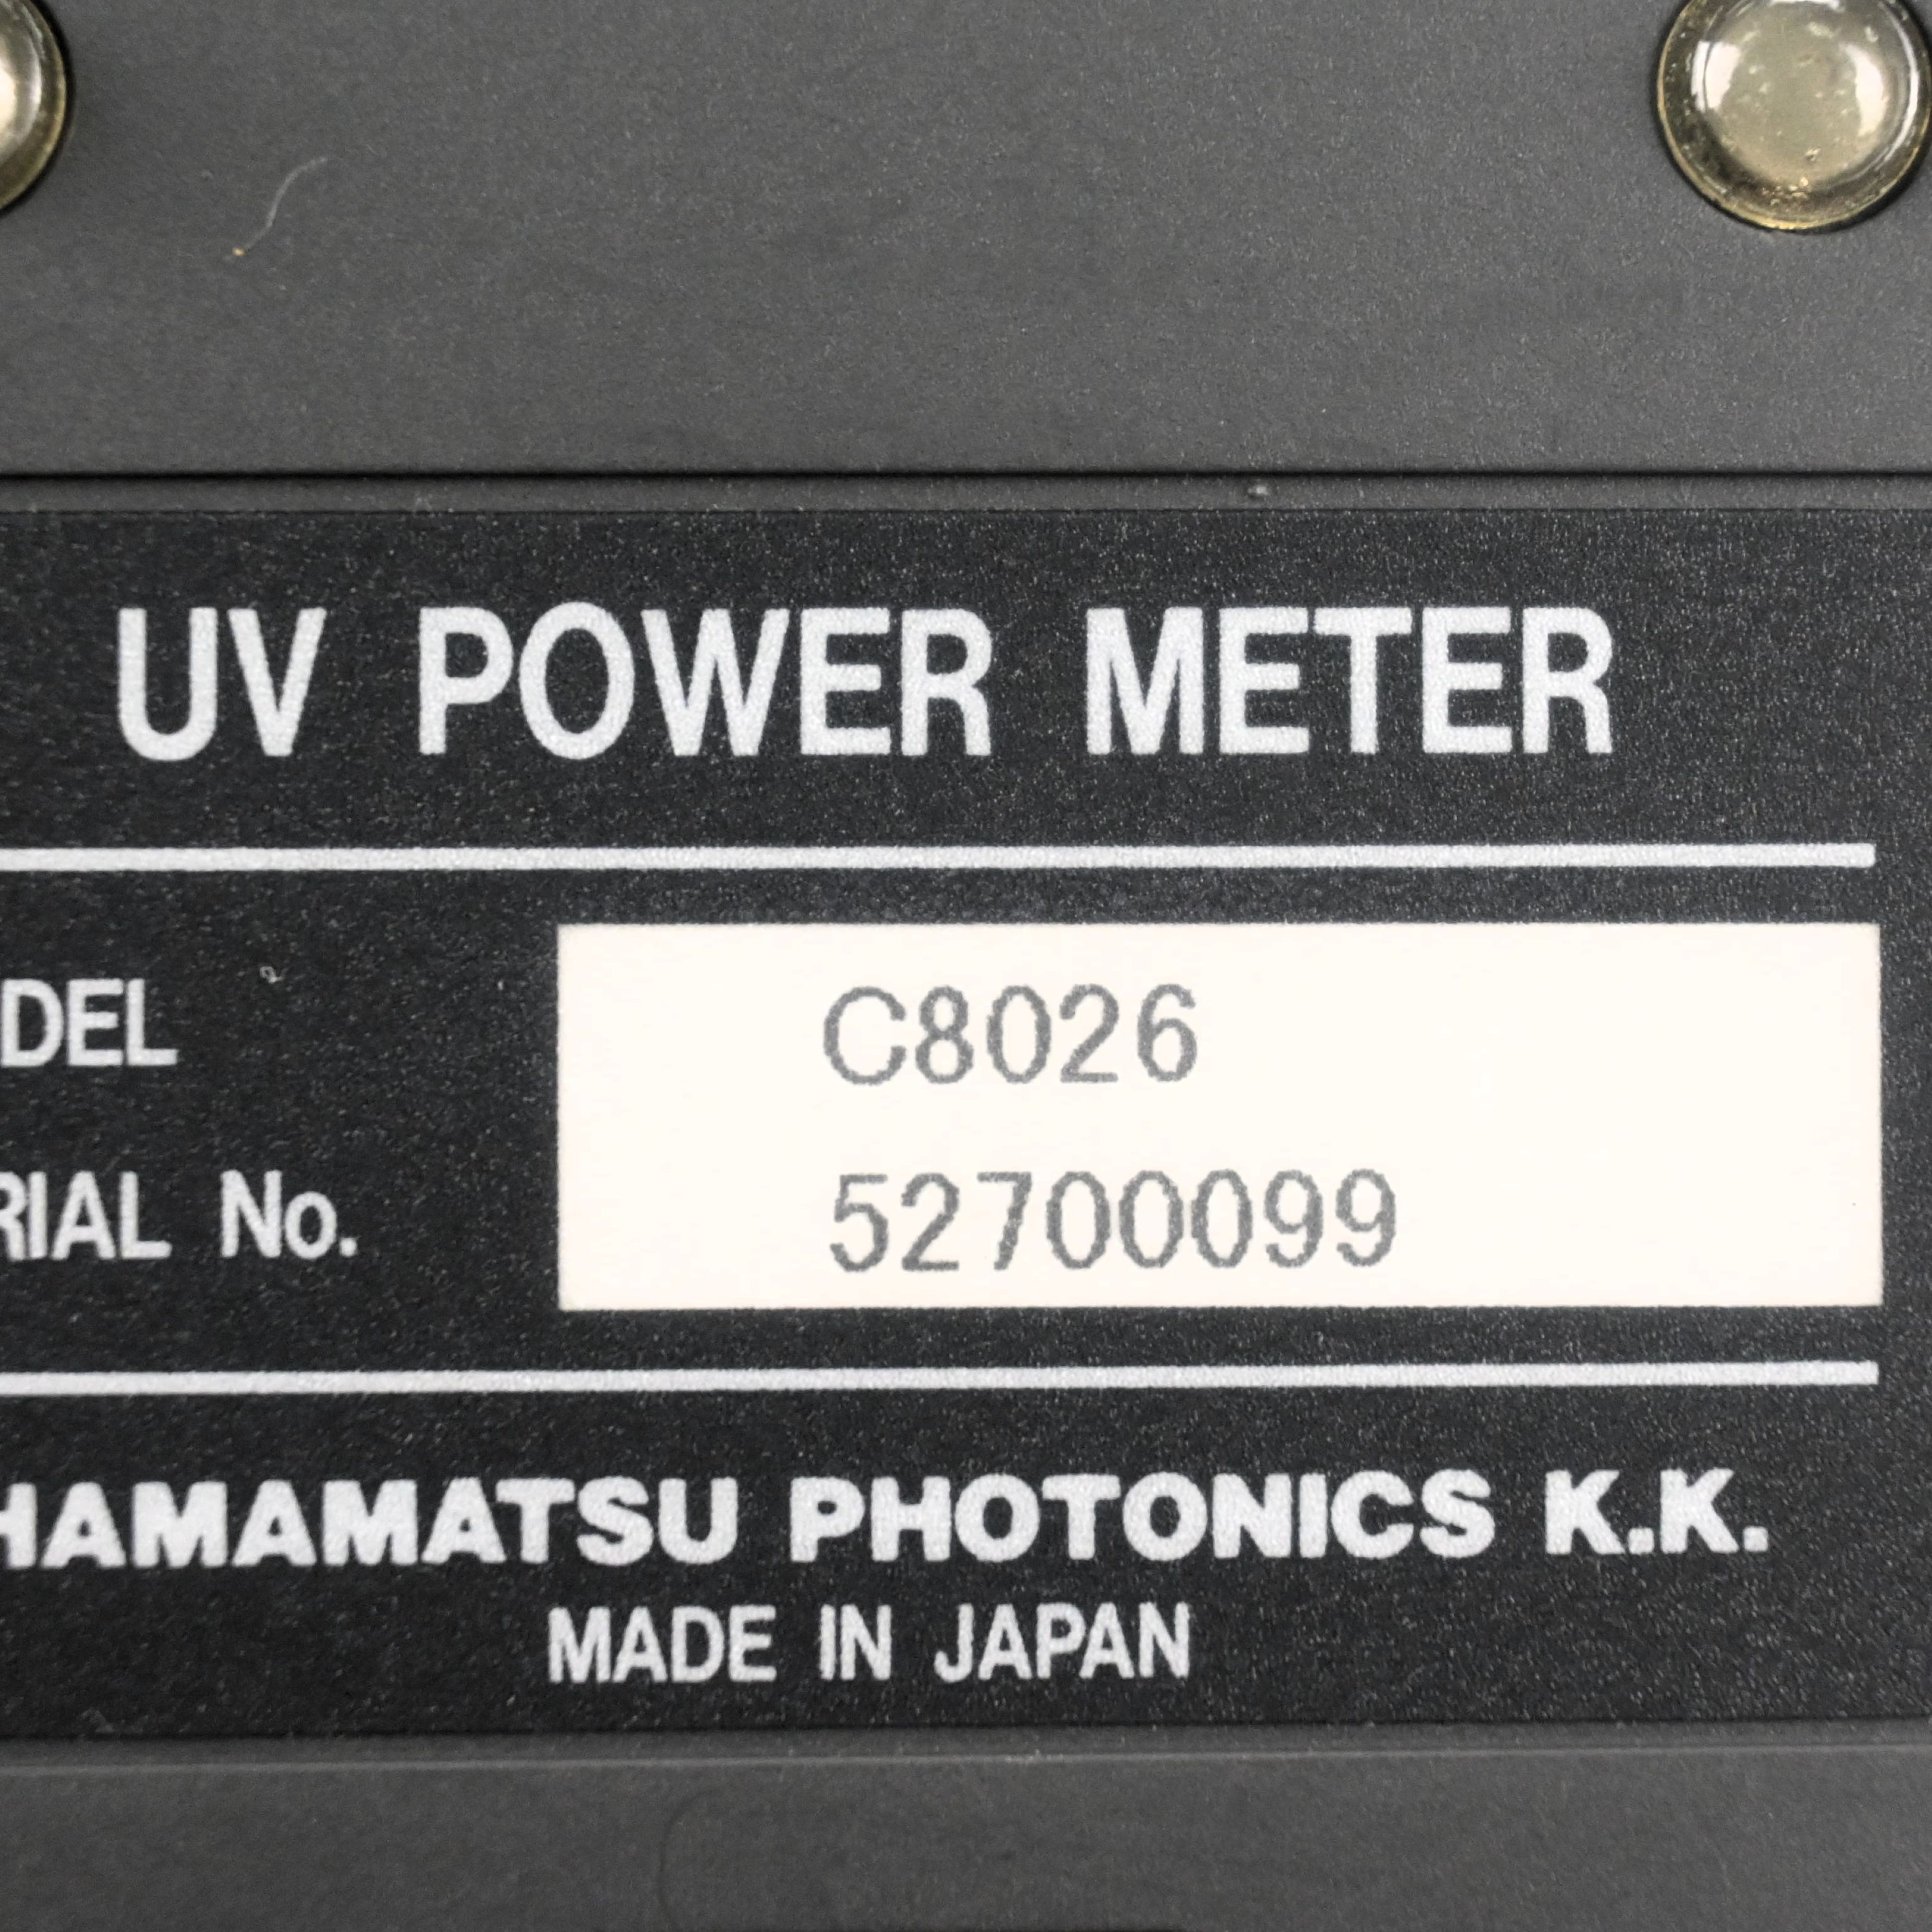 UV POWER METER
DEL C8026
RIAL No. 52700099
HAMAMATSU PHOTONICS K.K.
MADE IN JAPAN